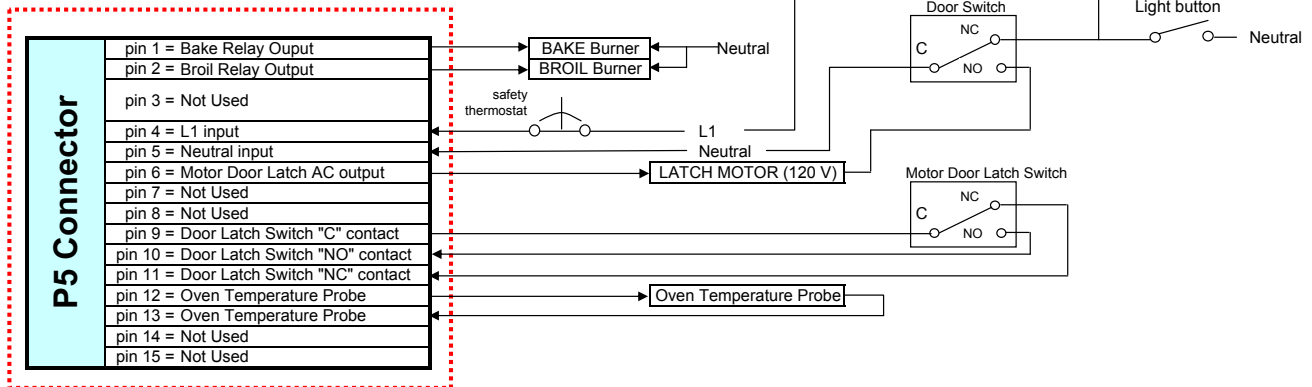 P5 Connector
pin 1 = Bake Relay Ouput
pin 2 = Broil Relay Output
pin 3 = Not Used
pin 4 = L1 input
pin 5 = Neutral input
pin 6 = Motor Door Latch AC output
pin 7 = Not Used
pin 8 = Not Used
pin 9 = Door Latch Switch "C" contact
pin 10 = Door Latch Switch "NO" contact
pin 11 = Door Latch Switch "NC" contact
pin 12 = Oven Temperature Probe
pin 13 = Oven Temperature Probe
pin 14 = Not Used
pin 15 = Not Used
BAKE Burner
BROIL Burner
Neutral
safety
thermostat
L1
Neutral
LATCH MOTOR (120 V)
Oven Temperature Probe
Door Switch
NC
C
NO
Light button
Neutral
Motor Door Latch Switch
NC
C
NO